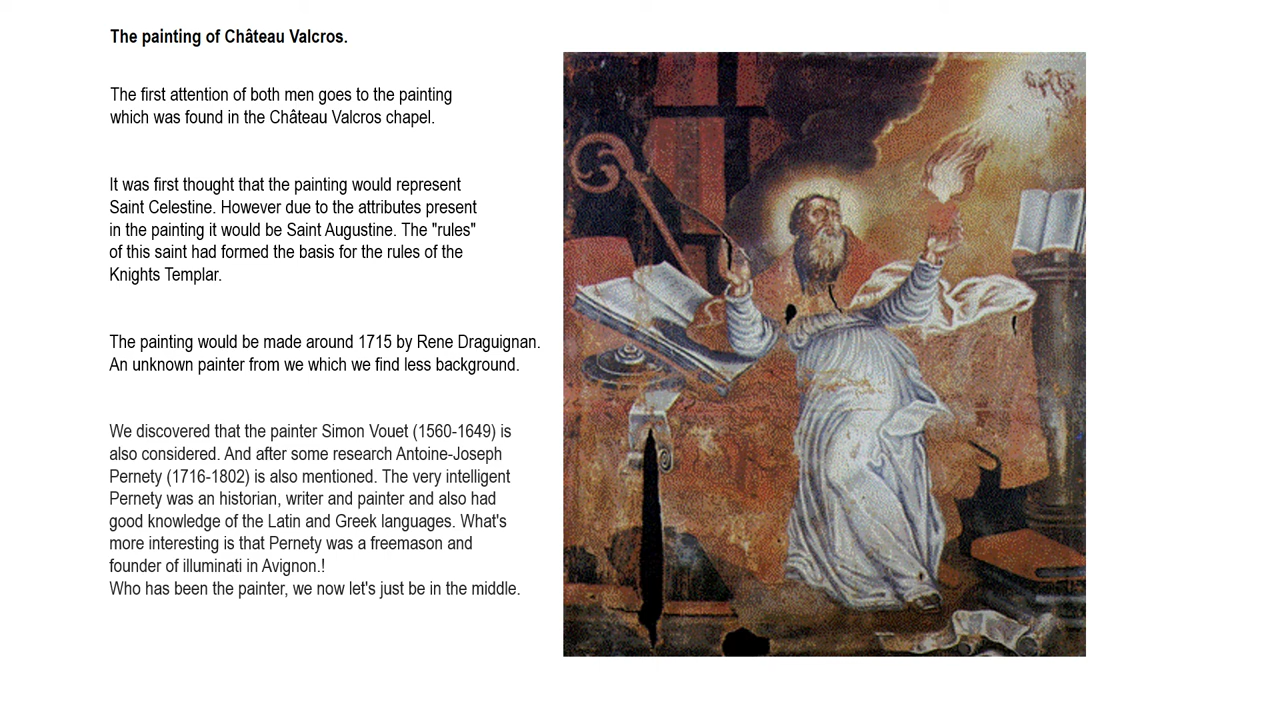 The painting of Château Valcros.
The first attention of both men goes to the painting
which was found in the Château Valcros chapel.
It was first thought that the painting would represent
Saint Celestine. However due to the attributes present
in the painting it would be Saint Augustine. The "rules"
of this saint had formed the basis for the rules of the
Knights Templar.
The painting would be made around 1715 by Rene Draguignan.
An unknown painter from we which we find less background.
We discovered that the painter Simon Vouet (1560-1649) is
also considered. And after some research Antoine-Joseph
Pernety (1716-1802) is also mentioned. The very intelligent
Pernety was an historian, writer and painter and also had
good knowledge of the Latin and Greek languages. What's
more interesting is that Pernety was a freemason and
founder of illuminati in Avignon.!
Who has been the painter, we now let's just be in the middle.